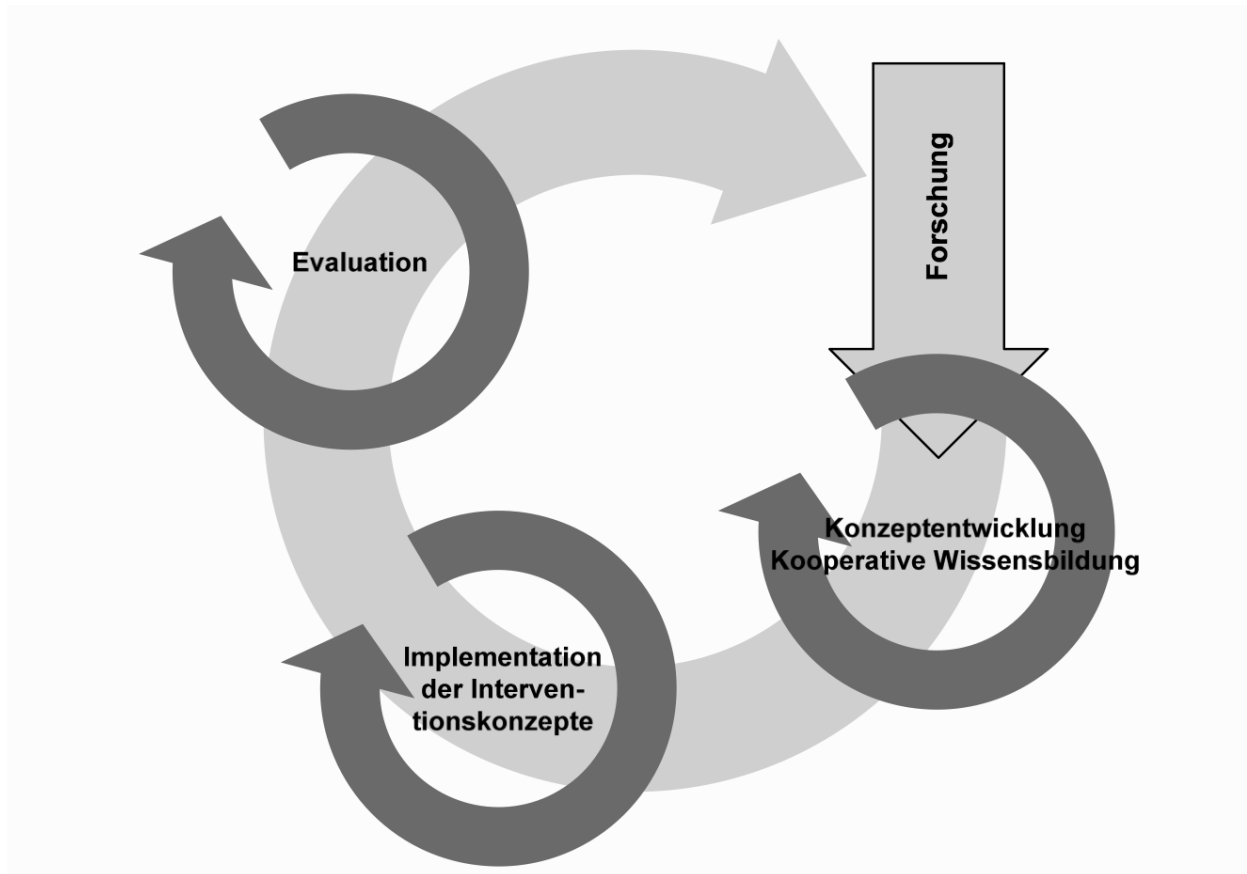 Forschung
Evaluation
Konzeptentwicklung
Kooperative Wissensbildung
Implementation
der Interven-
tionskonzepte